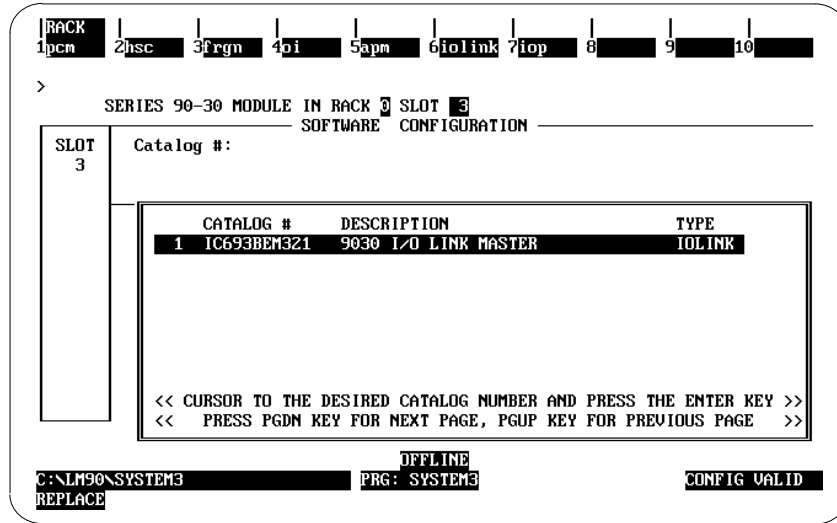 RACK
1pcm 2hsc 3frgn 4oi 5apm 6iolink 7iop 8 9 10
>
SERIES 90-30 MODULE IN RACK 0 SLOT 3
SOFTWARE CONFIGURATION
SLOT Catalog #:
3
CATALOG # DESCRIPTION TYPE
1 IC693BEM321 9030 I/O LINK MASTER IOLINK
<< CURSOR TO THE DESIRED CATALOG NUMBER AND PRESS THE ENTER KEY >>
<< PRESS PGDN KEY FOR NEXT PAGE, PGUP KEY FOR PREVIOUS PAGE >>
OFFLINE
C:\LM90\SYSTEM3 PRG: SYSTEM3 CONFIG VALID
REPLACE